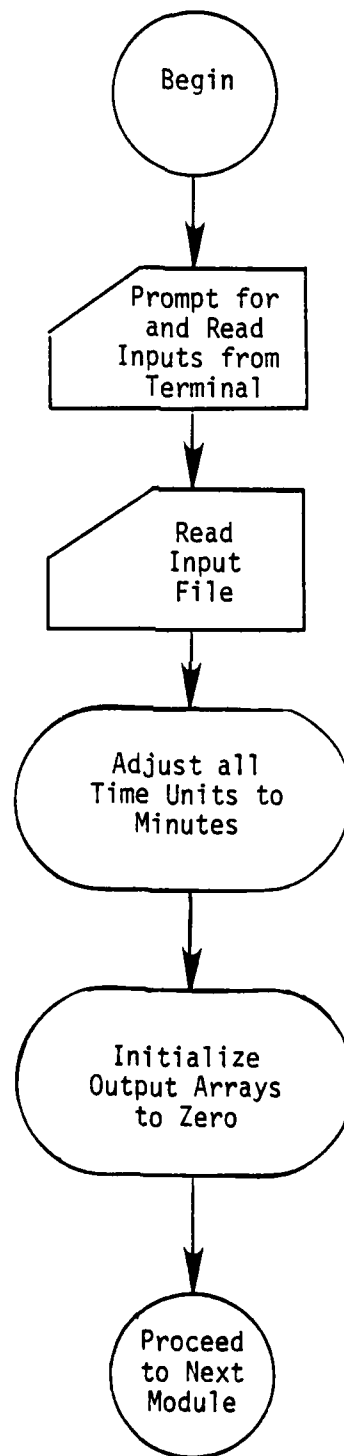 Begin
Prompt for
and Read
Inputs from
Terminal
Read
Input
File
Adjust all
Time Units to
Minutes
Initialize
Output Arrays
to Zero
Proceed
to Next
Module